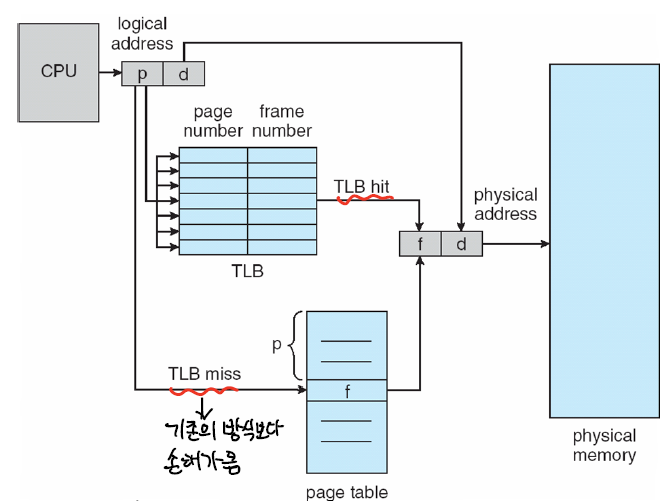 logical
address
CPU
p d
page frame
number number
TLB hit
physical
address
f d
TLB
p
TLB miss
f
기존의 방식보다
손해가 됨
physical
memory
page table